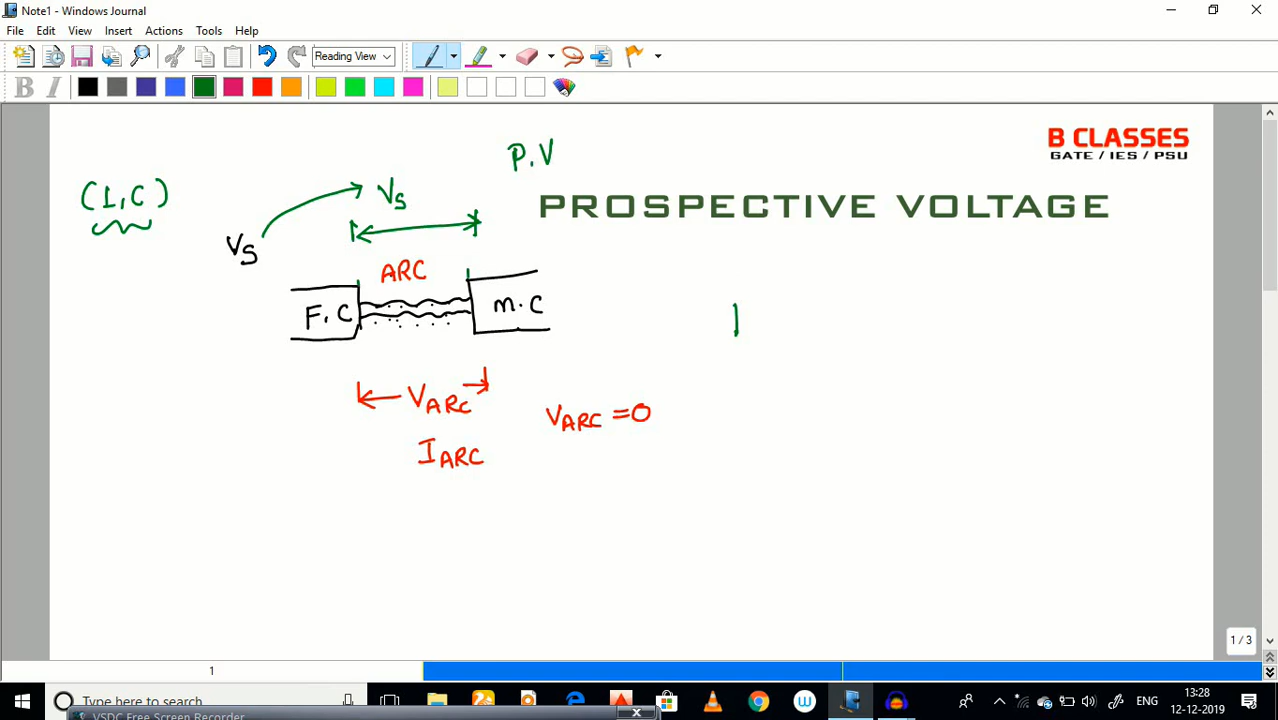 Note1 - Windows Journal
File Edit View Insert Actions Tools Help
Reading View
B I
B CLASSES
GATE / IES / PSU
P.V
PROSPECTIVE VOLTAGE
(I,C)
VS
VS
ARC
F.C
m.C
VARC
VARC =0
IARC
1/3
1
Type here to search
ENG
13:28
12-12-2019
VSDC Free Screen Recorder